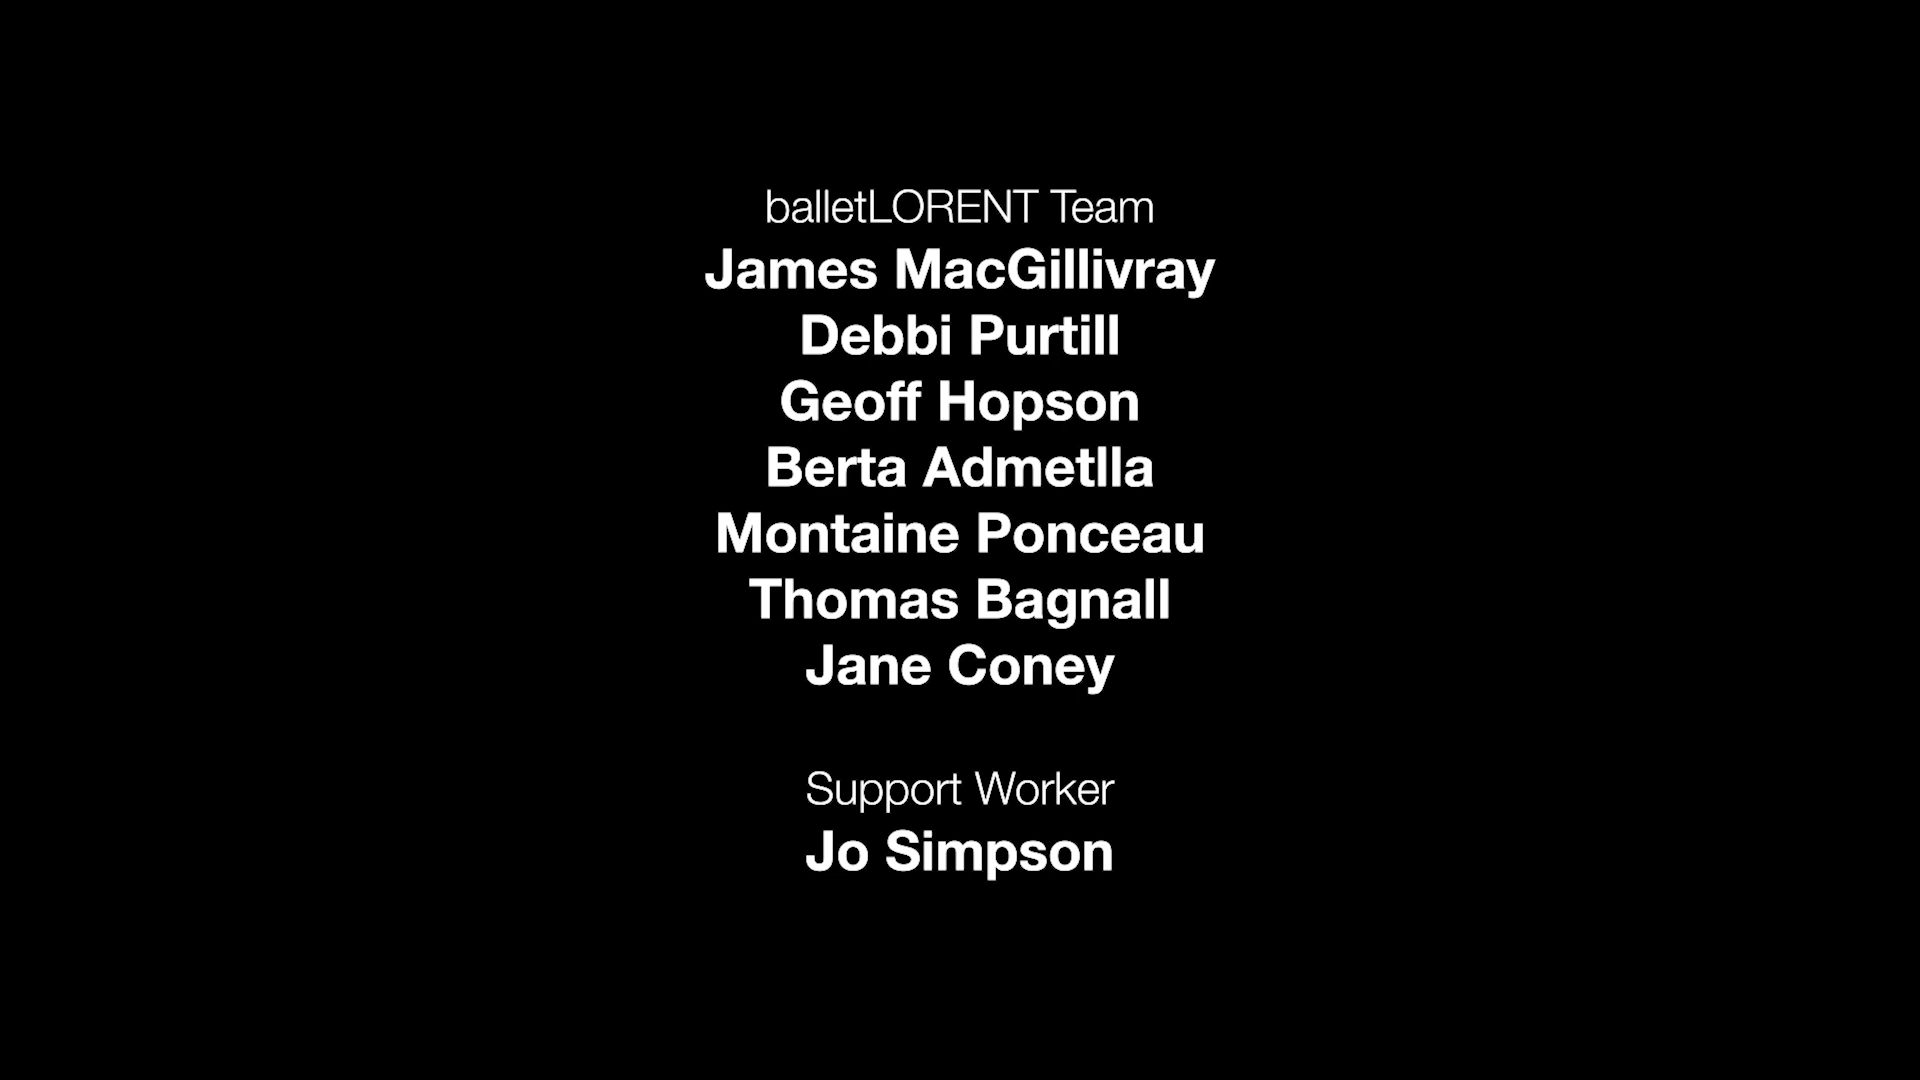 balletLORENT Team
James MacGillivray
Debbi Purtill
Geoff Hopson
Berta Admetlla
Montaine Ponceau
Thomas Bagnall
Jane Coney
Support Worker
Jo Simpson